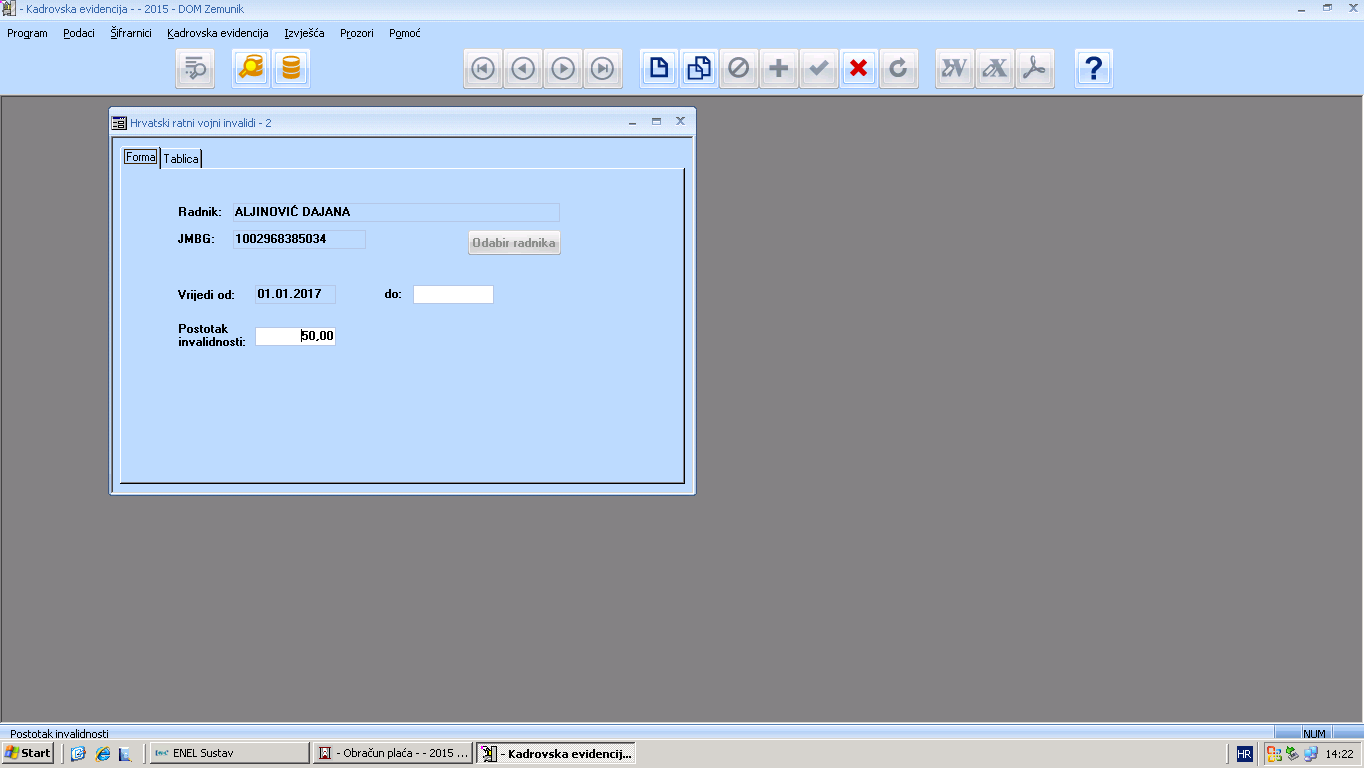 - Kadrovska evidencija - - 2015 - DOM Zemunik
Program Podaci Šifrarnici Kadrovska evidencija Izvješća Prozori Pomoć
Hrvatski ratni vojni invalidi - 2
Forma Tablica
Radnik: ALJINOVIĆ DAJANA
JMBG: 1002968385034
Odabir radnika
Vrijedi od: 01.01.2017 do:
Postotak
invalidnosti: 50,00
Postotak invalidnosti
NUM
Start ENEL Sustav - Obračun plaća - - 2015 ... - Kadrovska evidencij... HR 14:22